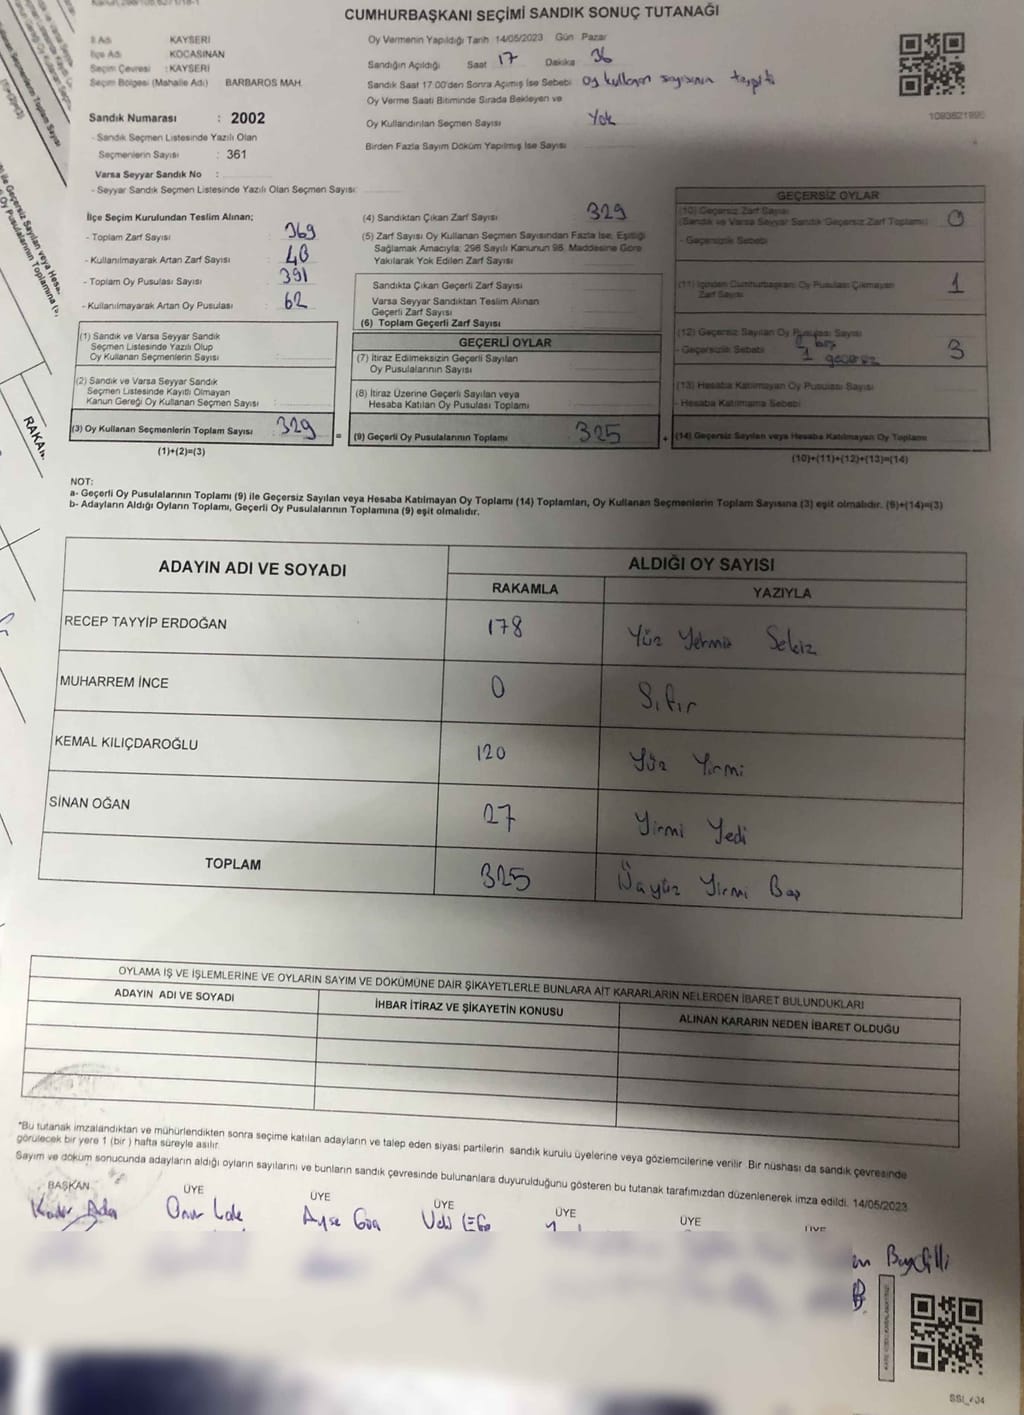 CUMHURBAŞKANI SEÇİMİ SANDIK SONUÇ TUTANAĞI
İl Adı KAYSERİ
İlçe Adı KOCASİNAN
Seçim Çevresi : KAYSERİ
Seçim Bölgesi (Mahalle Adı) BARBAROS MAH.
Sandık Numarası : 2002
- Sandık Seçmen Listesinde Yazılı Olan
Seçmenlerin Sayısı : 361
Varsa Seyyar Sandık No :
- Seyyar Sandık Seçmen Listesinde Yazılı Olan Seçmen Sayısı:
Oy Vermenin Yapıldığı Tarih :14/05/2023 Gün Pazar
Sandığın Açıldığı Saat 17 Dakika 36
Sandık Saat 17.00'den Sonra Açımış İse Sebebi oy kullanan sayısının tespiti
Oy Verme Saati Bitiminde Sırada Bekleyen ve
Oy Kullandırılan Seçmen Sayısı Yok
Birden Fazla Sayım Döküm Yapılmış İse Sayısı
1093621895
İlçe Seçim Kurulundan Teslim Alınan;
- Toplam Zarf Sayısı : 369
- Kullanılmayarak Artan Zarf Sayısı : 40
- Toplam Oy Pusulası Sayısı : 391
- Kullanılmayarak Artan Oy Pusulası : 62
(1) Sandık ve Varsa Seyyar Sandık
Seçmen Listesinde Yazılı Olup
Oy Kullanan Seçmenlerin Sayısı :
(2) Sandık ve Varsa Seyyar Sandık
Seçmen Listesinde Kayıtlı Olmayan
Kanun Gereği Oy Kullanan Seçmen Sayısı :
(3) Oy Kullanan Seçmenlerin Toplam Sayısı : 329
(1)+(2)=(3)
(4) Sandıktan Çıkan Zarf Sayısı : 329
(5) Zarf Sayısı Oy Kullanan Seçmen Sayısından Fazla İse; Eşitliği
Sağlamak Amacıyla; 298 Sayılı Kanunun 98. Maddesine Göre
Yakılarak Yok Edilen Zarf Sayısı :
Sandıkta Çıkan Geçerli Zarf Sayısı :
Varsa Seyyar Sandıktan Teslim Alınan
Geçerli Zarf Sayısı :
(6) Toplam Geçerli Zarf Sayısı
GEÇERLİ OYLAR
(7) İtiraz Edilmeksizin Geçerli Sayılan
Oy Pusulalarının Sayısı :
(8) İtiraz Üzerine Geçerli Sayılan veya
Hesaba Katılan Oy Pusulası Toplamı :
= (9) Geçerli Oy Pusulalarının Toplamı : 325
GEÇERSİZ OYLAR
(10) Geçersiz Zarf Sayısı
(Sandık ve Varsa Seyyar Sandık Geçersiz Zarf Toplamı) : 0
- Geçersizlik Sebebi
(11) İçinden Cumhurbaşkanı Oy Pusulası Çıkmayan
Zarf Sayısı : 1
(12) Geçersiz Sayılan Oy Pusulası Sayısı
- Geçersizlik Sebebi : boş
1 geçersiz 3
(13) Hesaba Katılmayan Oy Pusulası Sayısı
- Hesaba Katılmama Sebebi
+ (14) Geçersiz Sayılan veya Hesaba Katılmayan Oy Toplamı
(10)+(11)+(12)+(13)=(14)
NOT:
a- Geçerli Oy Pusulalarının Toplamı (9) ile Geçersiz Sayılan veya Hesaba Katılmayan Oy Toplamı (14) Toplamları, Oy Kullanan Seçmenlerin Toplam Sayısına (3) eşit olmalıdır. (9)+(14)=(3)
b- Adayların Aldığı Oyların Toplamı, Geçerli Oy Pusulalarının Toplamına (9) eşit olmalıdır.
ADAYIN ADI VE SOYADI ALDIĞI OY SAYISI
RAKAMLA YAZIYLA
RECEP TAYYİP ERDOĞAN 178 Yüz Yetmiş Sekiz
MUHARREM İNCE 0 Sıfır
KEMAL KILIÇDAROĞLU 120 Yüz Yirmi
SİNAN OĞAN 27 Yirmi Yedi
TOPLAM 325 Üçyüz Yirmi Beş
OYLAMA İŞ VE İŞLEMLERİNE VE OYLARIN SAYIM VE DÖKÜMÜNE DAİR ŞİKAYETLERLE BUNLARA AİT KARARLARIN NELERDEN İBARET BULUNDUKLARI
ADAYIN ADI VE SOYADI İHBAR İTİRAZ VE ŞİKAYETİN KONUSU ALINAN KARARIN NEDEN İBARET OLDUĞU
*Bu tutanak imzalandıktan ve mühürlendikten sonra seçime katılan adayların ve talep eden siyasi partilerin sandık kurulu üyelerine veya gözlemcilerine verilir. Bir nüshası da sandık çevresinde
görülecek bir yere 1 (bir ) hafta süreyle asılır.
Sayım ve döküm sonucunda adayların aldığı oyların sayılarını ve bunların sandık çevresinde bulunanlara duyurulduğunu gösteren bu tutanak tarafımızdan düzenlenerek imza edildi. 14/05/2023
BAŞKAN ÜYE ÜYE ÜYE ÜYE ÜYE ÜYE
Onur Ayşe
RAKAM.